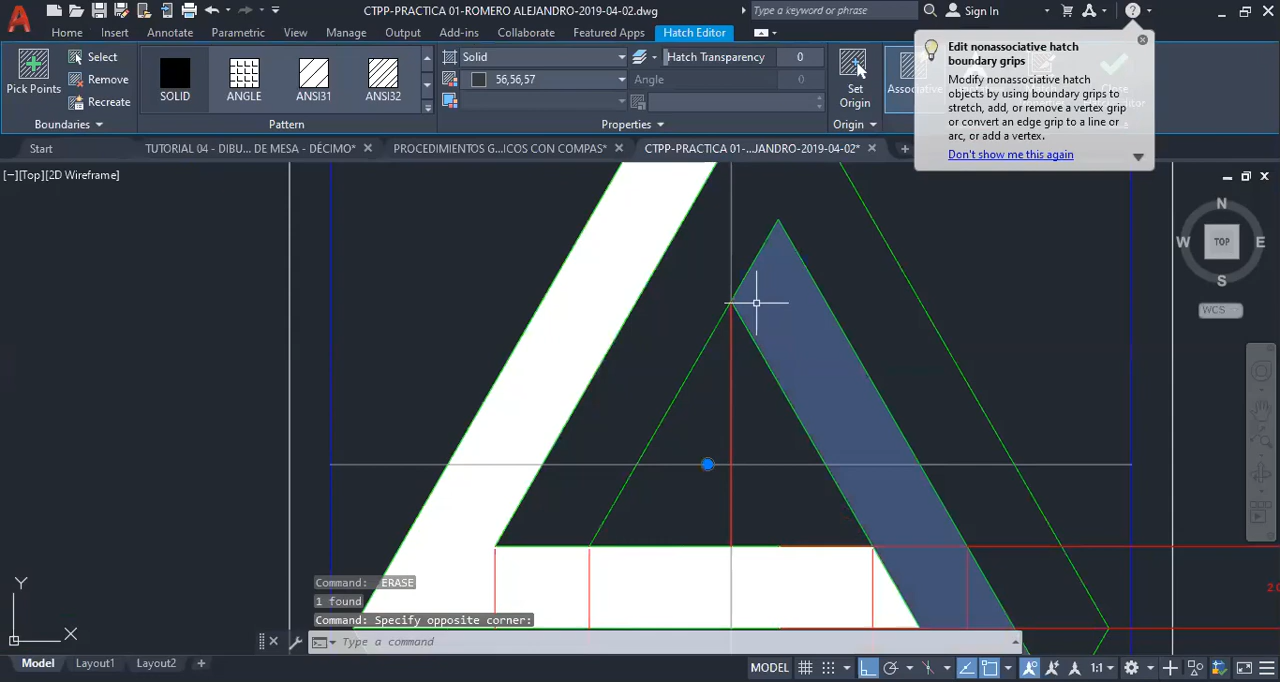 CTPP-PRACTICA 01-ROMERO ALEJANDRO-2019-04-02.dwg
Type a keyword or phrase
Sign In
Home Insert Annotate Parametric View Manage Output Add-ins Collaborate Featured Apps Hatch Editor
Pick Points
Select
Remove
Recreate
Boundaries
SOLID
ANGLE
ANSI31
ANSI32
Pattern
Solid
56,56,57
Hatch Transparency 0
Angle 0
Properties
Set
Origin
Origin
Associative
Edit nonassociative hatch
boundary grips
Modify nonassociative hatch
objects by using boundary grips to
stretch, add, or remove a vertex grip
or convert an edge grip to a line or
arc, or add a vertex.
Don't show me this again
Start
TUTORIAL 04 - DIBU... DE MESA - DÉCIMO*
PROCEDIMIENTOS G...ICOS CON COMPAS*
CTPP-PRACTICA 01-...JANDRO-2019-04-02*
[−][Top][2D Wireframe]
N
W TOP E
S
WCS
2.0
Command: ERASE
1 found
Command: Specify opposite corner:
Type a command
Y
X
Model Layout1 Layout2 +
MODEL
1:1